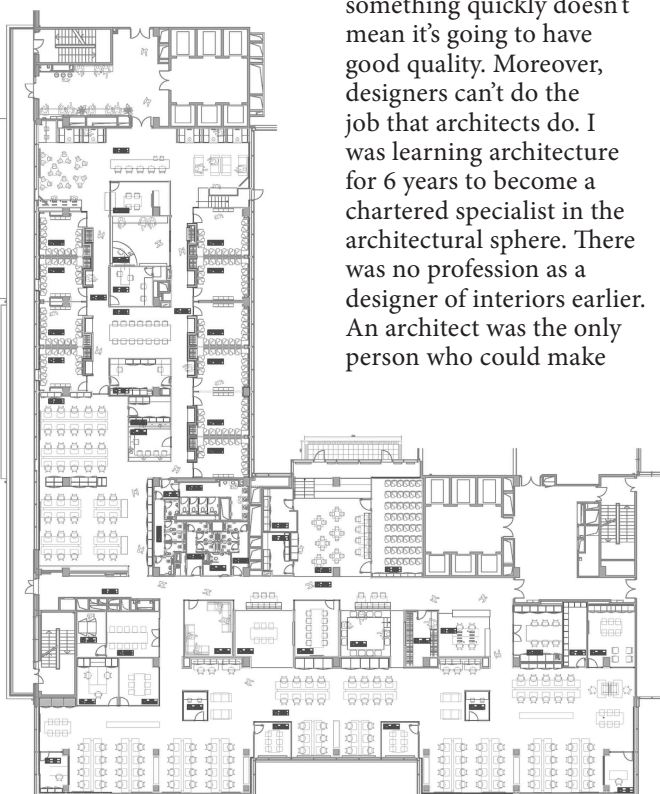 something quickly doesn't
mean it's going to have
good quality. Moreover,
designers can't do the
job that architects do. I
was learning architecture
for 6 years to become a
chartered specialist in the
architectural sphere. There
was no profession as a
designer of interiors earlier.
An architect was the only
person who could make